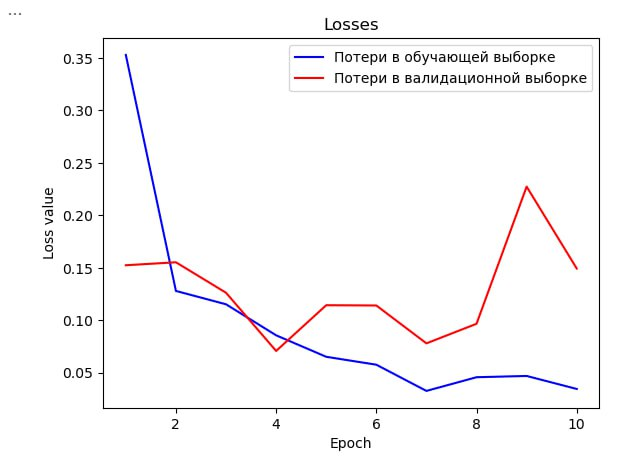 ...
Losses
Потери в обучающей выборке
Потери в валидационной выборке
0.35
0.30
0.25
0.20
0.15
0.10
0.05
Loss value
2 4 6 8 10
Epoch